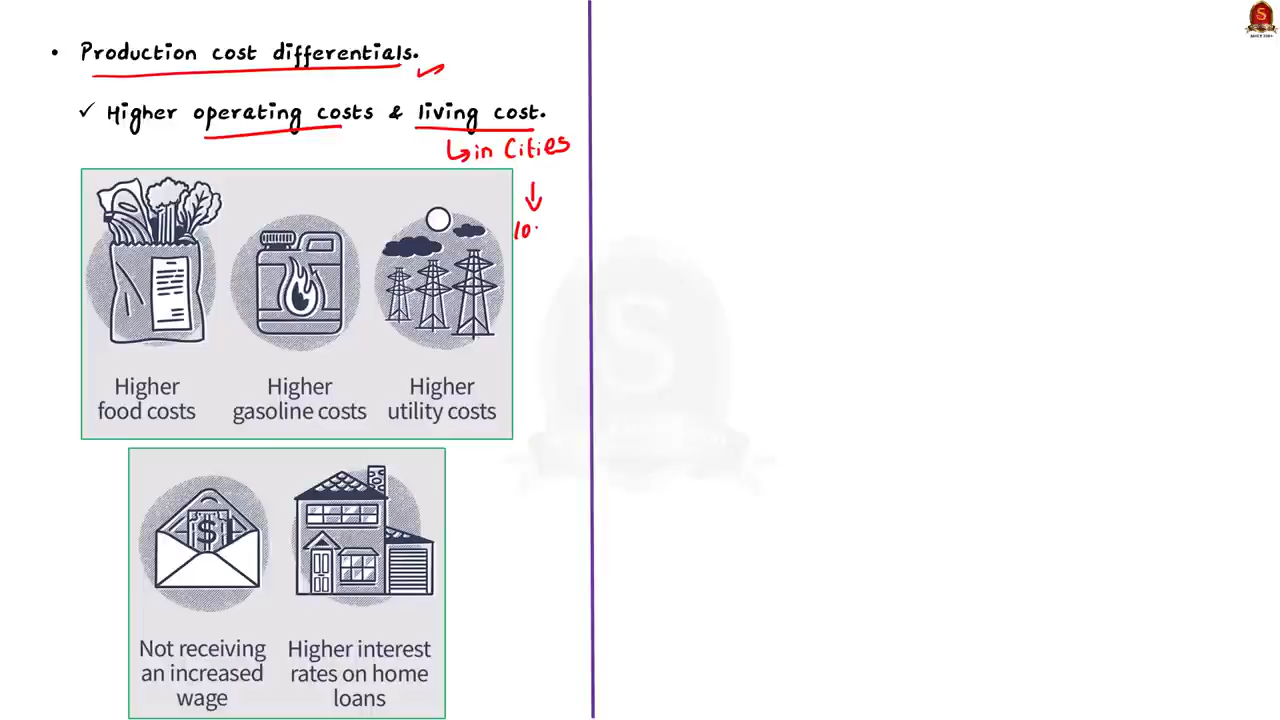 • Production cost differentials.
✓ Higher operating costs & living cost.
↳ in Cities
↓
10.
Higher
food costs
Higher
gasoline costs
Higher
utility costs
$
Not receiving
an increased
wage
Higher interest
rates on home
loans
S
S